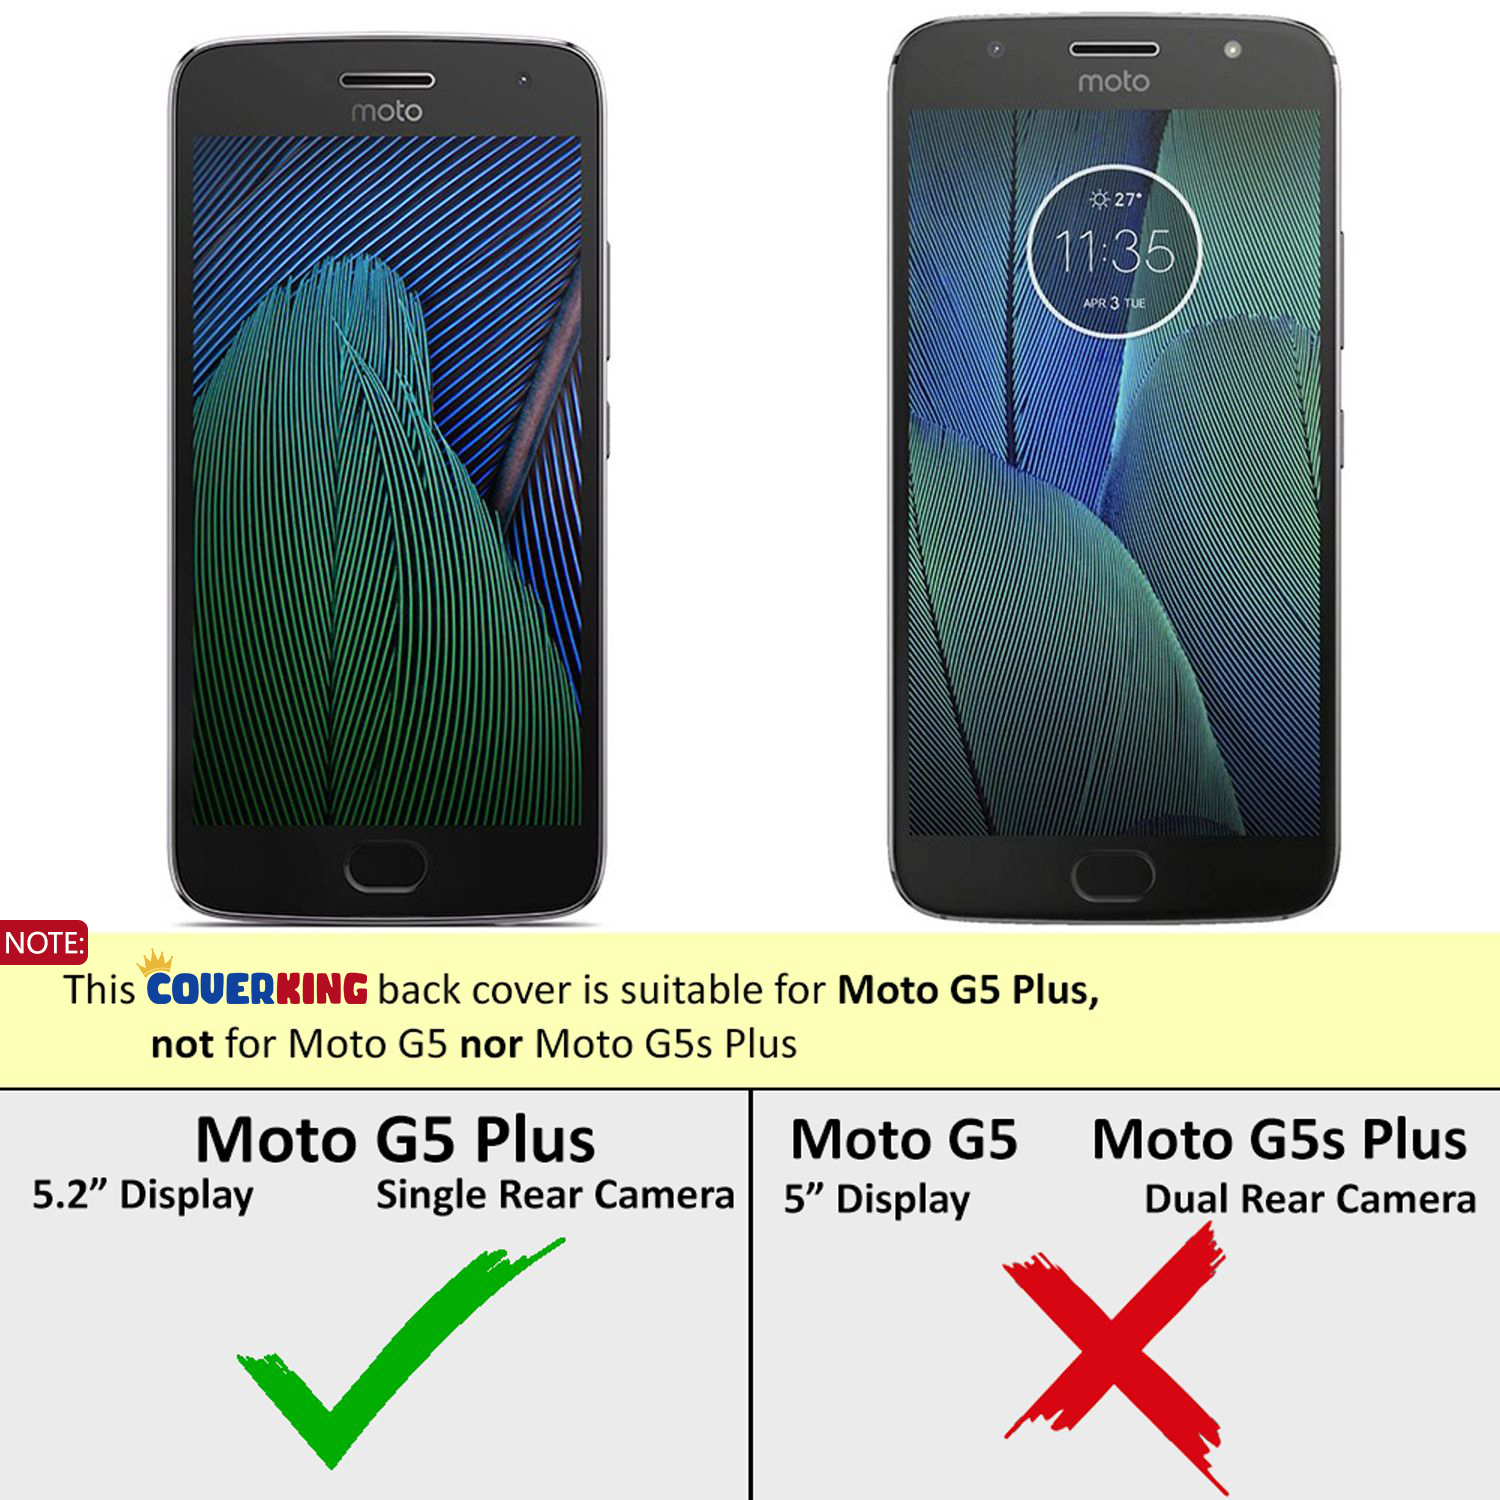 moto
moto
27°
11:35
APR 3 TUE
NOTE:
This COVERKING back cover is suitable for Moto G5 Plus,
not for Moto G5 nor Moto G5s Plus
Moto G5 Plus
5.2” Display Single Rear Camera
Moto G5 Moto G5s Plus
5” Display Dual Rear Camera